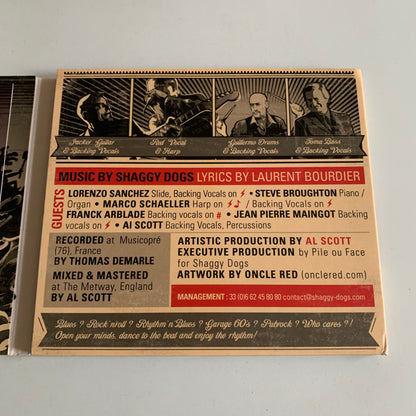 Jacker Guitar & Backing Vocals
Red Vocal & Harp
Guillermo Drums & Backing Vocals
Toma Bass & Backing Vocals
MUSIC BY SHAGGY DOGS LYRICS BY LAURENT BOURDIER
GUESTS
LORENZO SANCHEZ Slide, Backing Vocals on ⚡ • STEVE BROUGHTON Piano /
Organ • MARCO SCHAELLER Harp on ⚡♪ / Backing Vocals on ⚡
FRANCK ARBLADE Backing vocals on # • JEAN PIERRE MAINGOT Backing
vocals on ⚡ • Al SCOTT Backing Vocals, Percussions
RECORDED at Musicopré
(76), France
BY THOMAS DEMARLE
MIXED & MASTERED
at The Metway, England
BY Al SCOTT
ARTISTIC PRODUCTION BY AL SCOTT
EXECUTIVE PRODUCTION by Pile ou Face
for Shaggy Dogs
ARTWORK BY ONCLE RED (onclered.com)
MANAGEMENT : 33 (0)6 62 45 80 80 contact@shaggy-dogs.com
Blues ? Rock'n'roll ? Rhythm'n'Blues ? Garage 60's ? Pubrock ? Who cares ?!
Open your minds, dance to the beat and enjoy the rhythm!